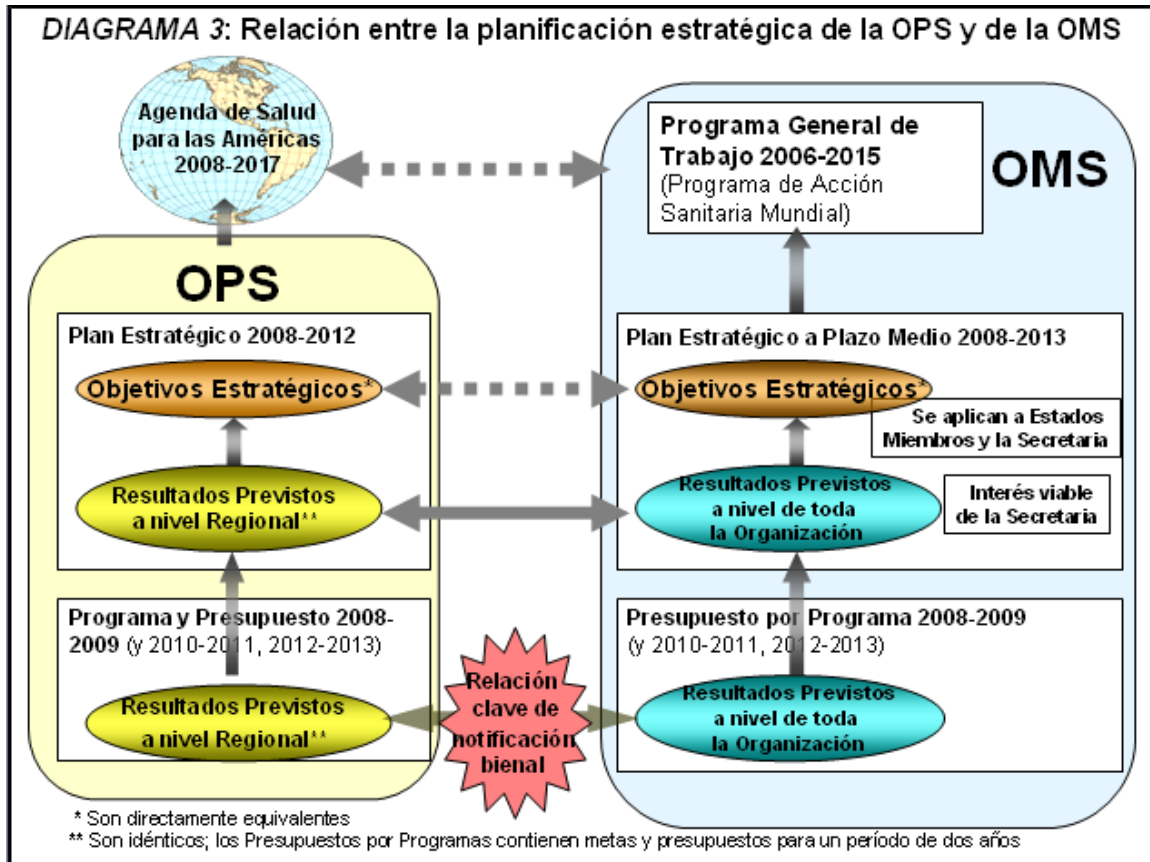 DIAGRAMA 3: Relación entre la planificación estratégica de la OPS y de la OMS
Agenda de Salud
para las Américas
2008-2017
OPS
Plan Estratégico 2008-2012
Objetivos Estratégicos*
Resultados Previstos
a nivel Regional**
Programa y Presupuesto 2008-
2009 (y 2010-2011, 2012-2013)
Resultados Previstos
a nivel Regional**
Relación
clave de
notificación
bienal
Programa General de
Trabajo 2006-2015
(Programa de Acción
Sanitaria Mundial)
OMS
Plan Estratégico a Plazo Medio 2008-2013
Objetivos Estratégicos*
Se aplican a Estados
Miembros y la Secretaria
Resultados Previstos
a nivel de toda
la Organización
Interés viable
de la Secretaria
Presupuesto por Programa 2008-2009
(y 2010-2011, 2012-2013)
Resultados Previstos
a nivel de toda
la Organización
* Son directamente equivalentes
** Son idénticos; los Presupuestos por Programas contienen metas y presupuestos para un período de dos años